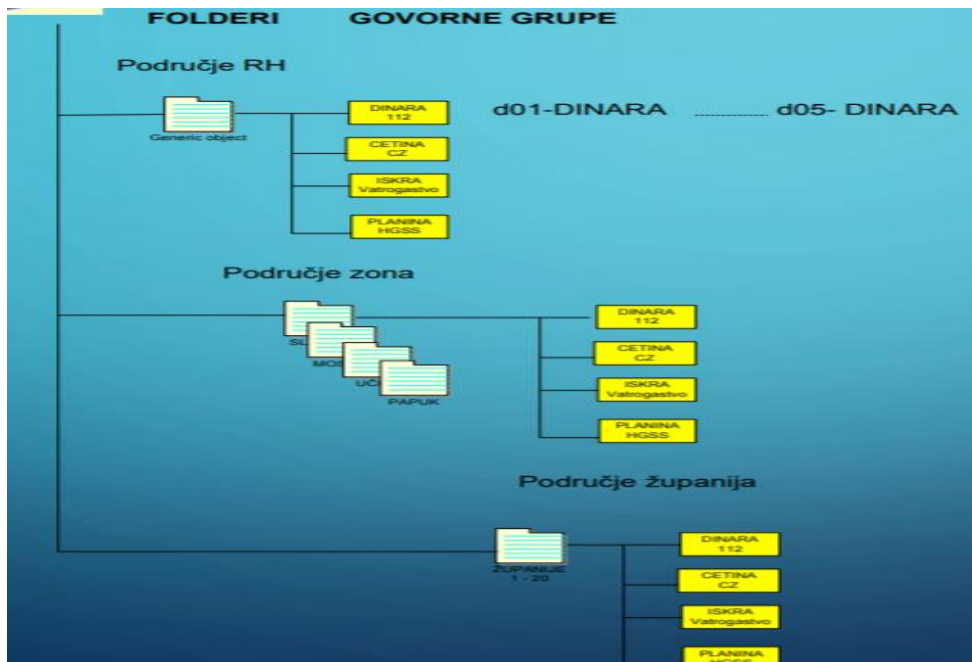 FOLDERI GOVORNE GRUPE
Područje RH
Generic object
DINARA
112
d01-DINARA ............ d05- DINARA
CETINA
CZ
ISKRA
Vatrogastvo
PLANINA
HGSS
Područje zona
PAPUK
DINARA
112
CETINA
CZ
ISKRA
Vatrogastvo
PLANINA
HGSS
Područje županija
ŽUPANIJE
1 - 20
DINARA
112
CETINA
CZ
ISKRA
Vatrogastvo
PLANINA
HGSS